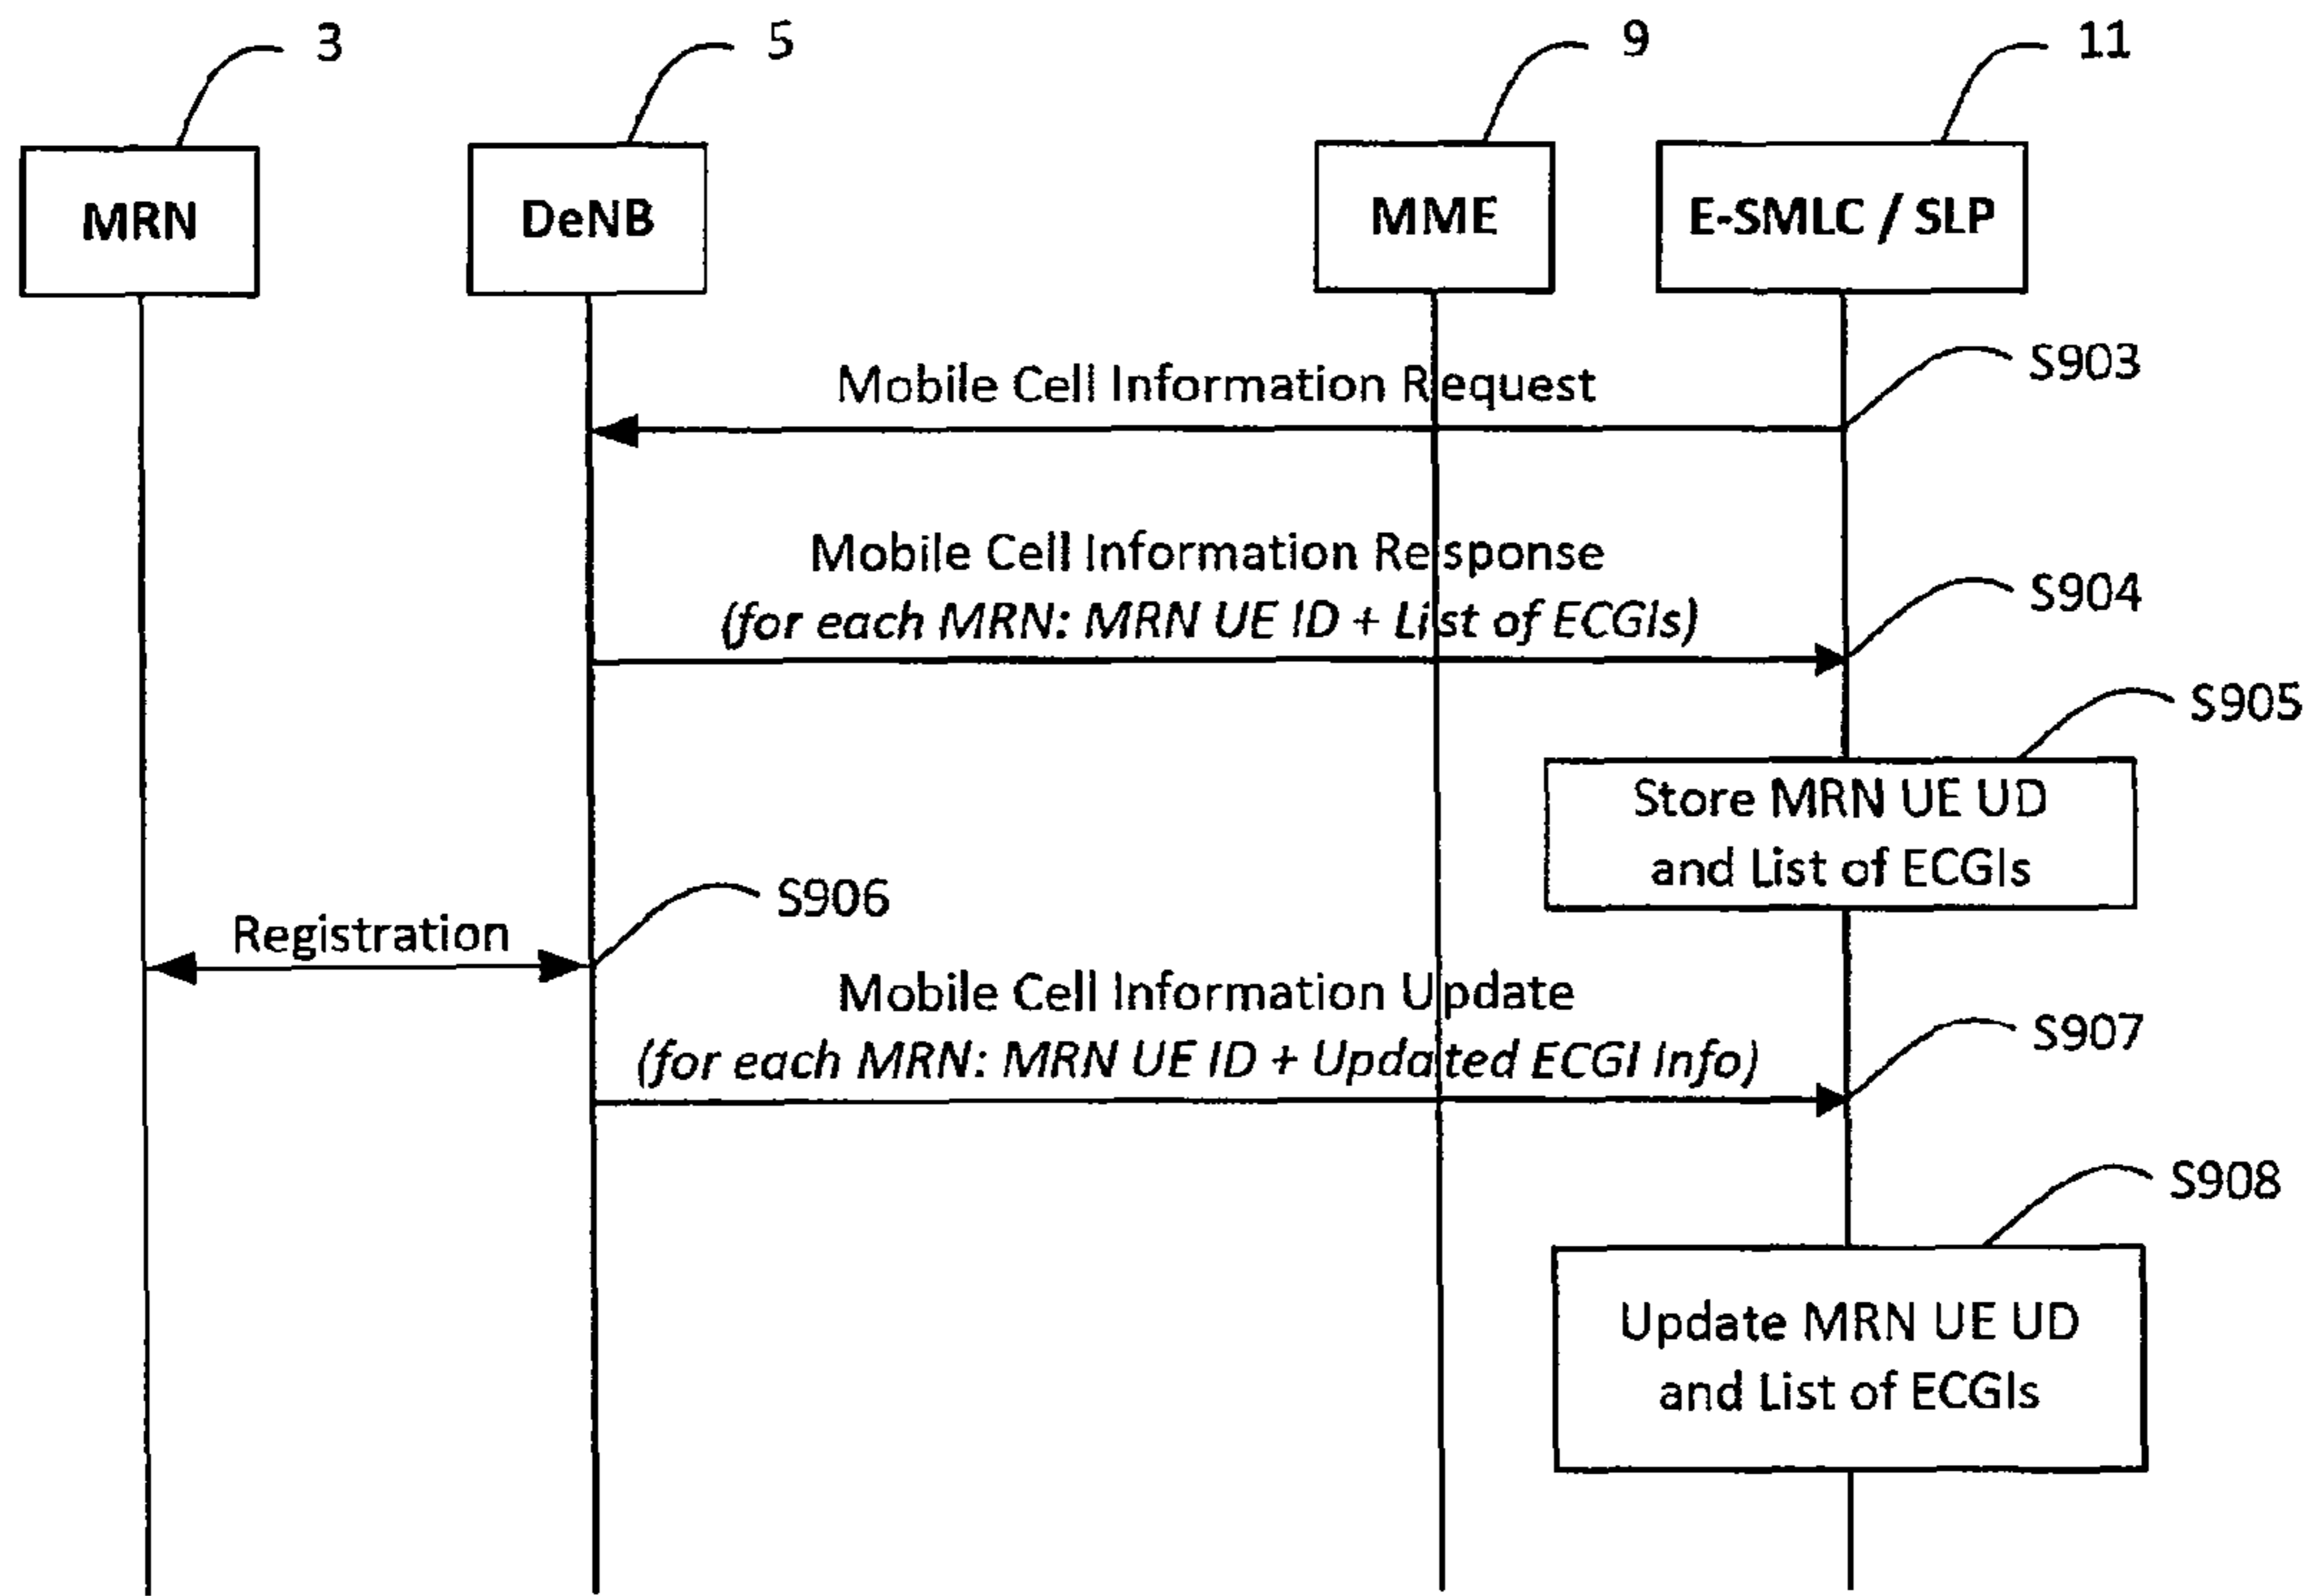 3
5
9
11
MRN
DeNB
MME
E-SMLC / SLP
Mobile Cell Information Request
S903
Mobile Cell Information Response
(for each MRN: MRN UE ID + List of ECGIs)
S904
S905
Store MRN UE UD
and List of ECGIs
S906
Registration
Mobile Cell Information Update
(for each MRN: MRN UE ID + Updated ECGI Info)
S907
S908
Update MRN UE UD
and List of ECGIs